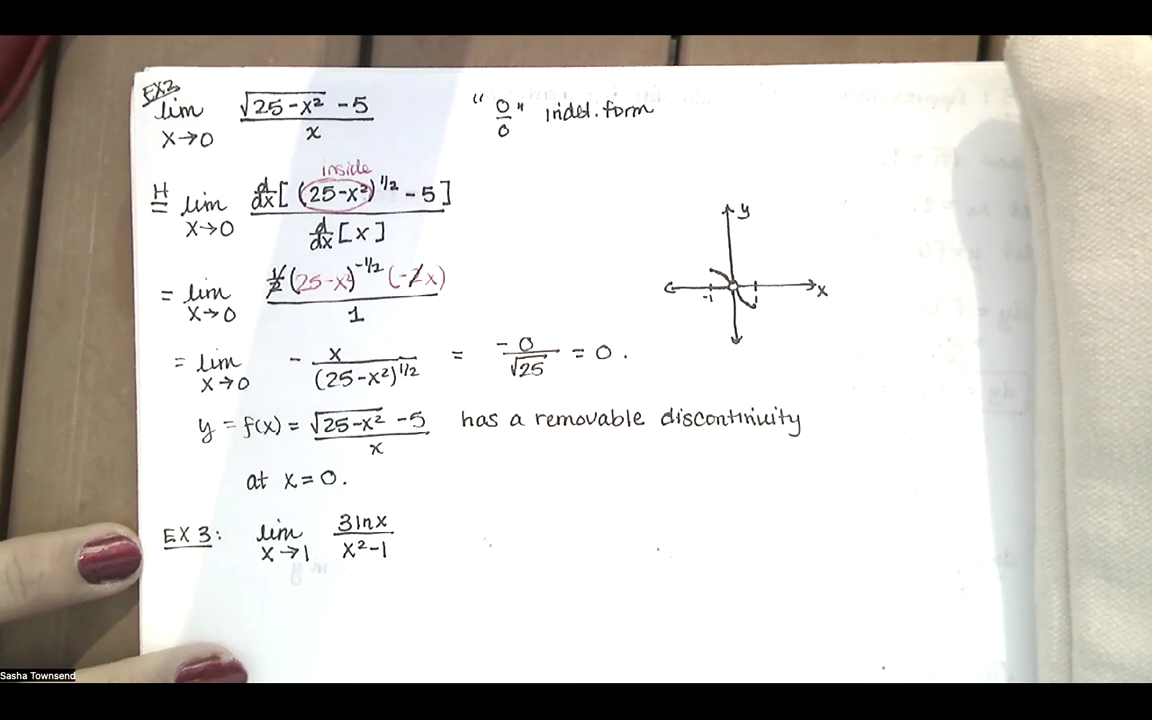 EX2
lim x→0 (√(25-x²) - 5)/x "0/0" indet. form
inside
H= lim x→0 d/dx[(25-x²)^1/2 - 5] / d/dx[x]
= lim x→0 1/2(25-x²)^-1/2 (-2x) / 1
= lim x→0 - x/(25-x²)^1/2 = -0/√25 = 0.
y
x
-1
y = f(x) = (√(25-x²) - 5)/x has a removable discontinuity
at x=0.
EX 3: lim x→1 3lnx/(x²-1)
Sasha Townsend